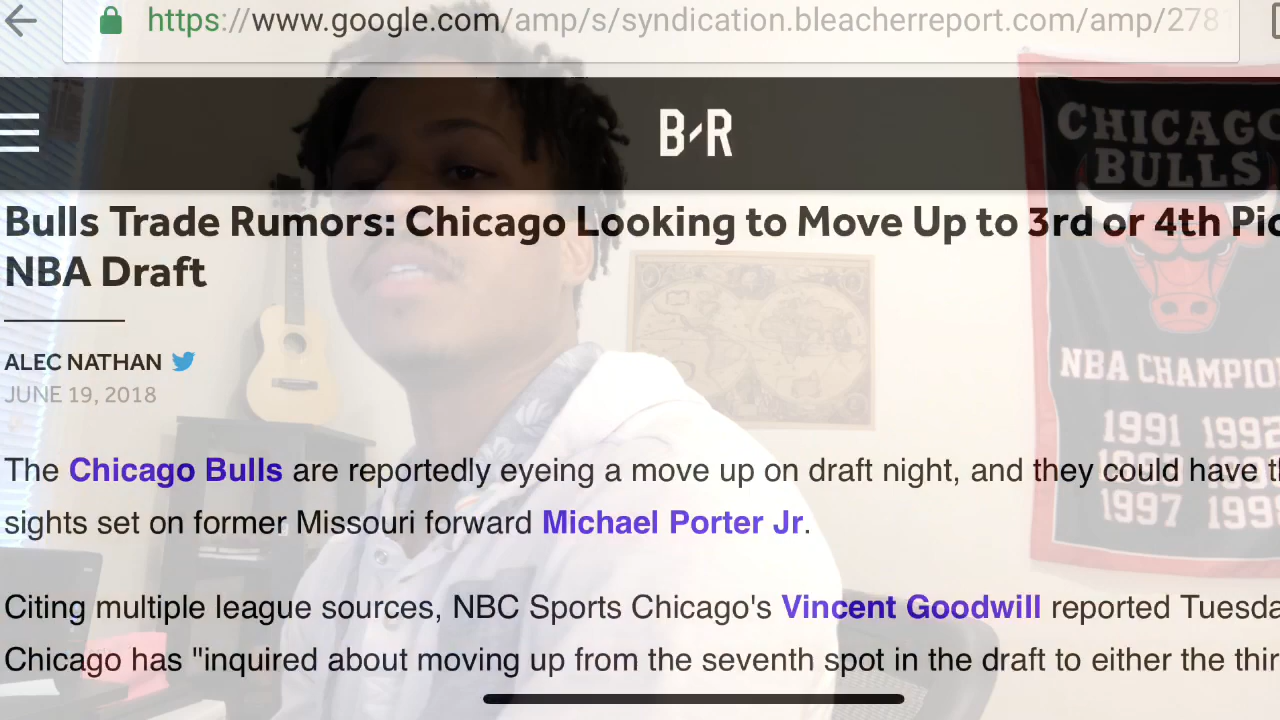 https://www.google.com/amp/s/syndication.bleacherreport.com/amp/2781
B/R
Bulls Trade Rumors: Chicago Looking to Move Up to 3rd or 4th Pic
NBA Draft
ALEC NATHAN
JUNE 19, 2018
The Chicago Bulls are reportedly eyeing a move up on draft night, and they could have th
sights set on former Missouri forward Michael Porter Jr.
Citing multiple league sources, NBC Sports Chicago's Vincent Goodwill reported Tuesda
Chicago has "inquired about moving up from the seventh spot in the draft to either the thir
CHICAGO
BULLS
NBA CHAMPIO
1991 1992
1997 199